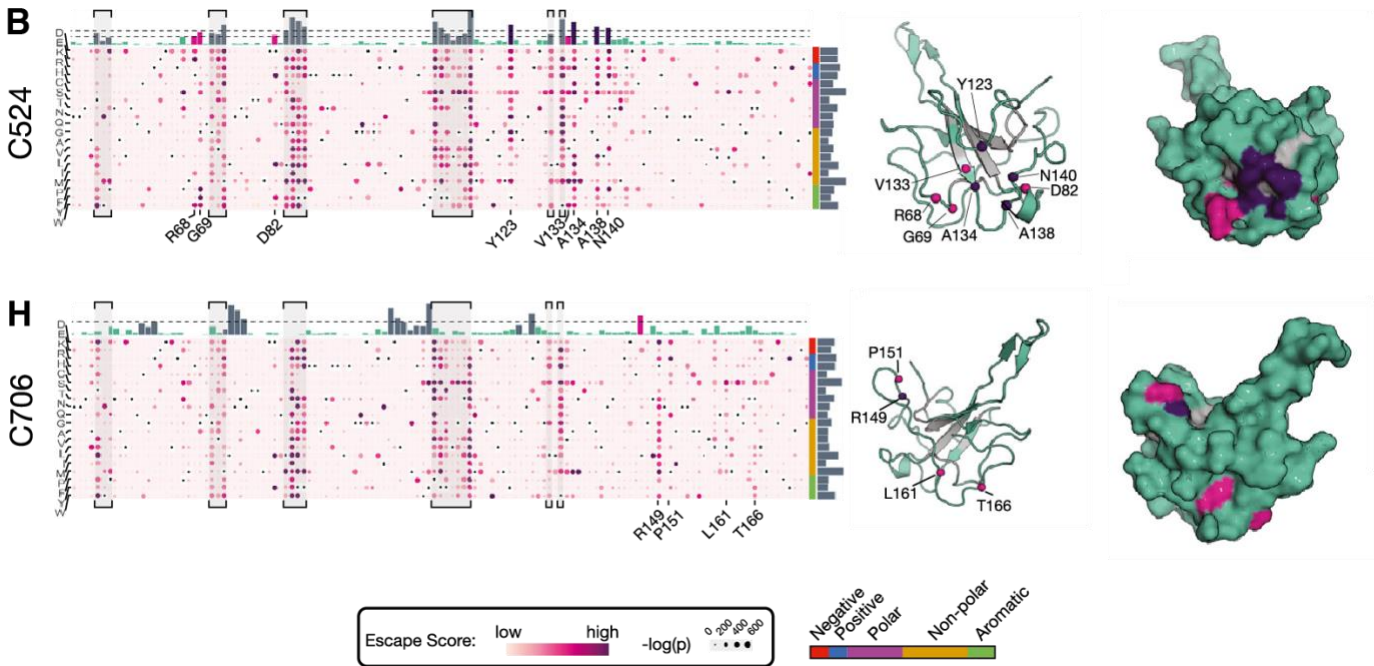 B
C524
D
E
K
R
H
C
S
T
N
Q
G
A
V
L
I
M
P
F
Y
W
R68
G69
D82
Y123
V133
A134
A138
N140
Y123
V133
N140
D82
R68
G69
A134
A138
H
C706
D
E
K
R
H
C
S
T
N
Q
G
A
V
L
I
M
P
F
Y
W
R149
P151
L161
T166
P151
R149
L161
T166
Escape Score:
low
high
-log(p)
0
200
400
600
Negative
Positive
Polar
Non-polar
Aromatic